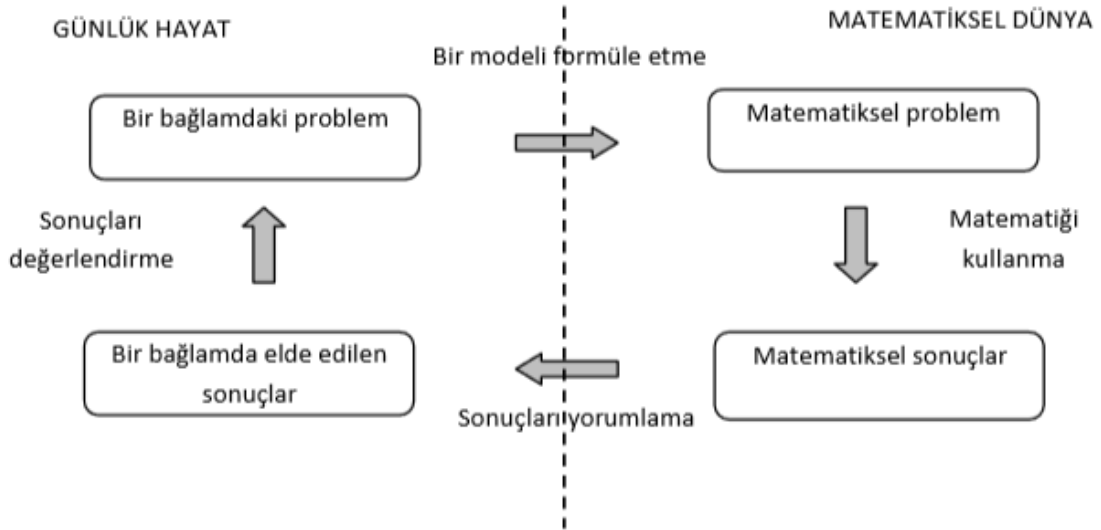 GÜNLÜK HAYAT
MATEMATİKSEL DÜNYA
Bir modeli formüle etme
Bir bağlamdaki problem
Matematiksel problem
Sonuçları
değerlendirme
Matematiği
kullanma
Bir bağlamda elde edilen
sonuçlar
Matematiksel sonuçlar
Sonuçları yorumlama